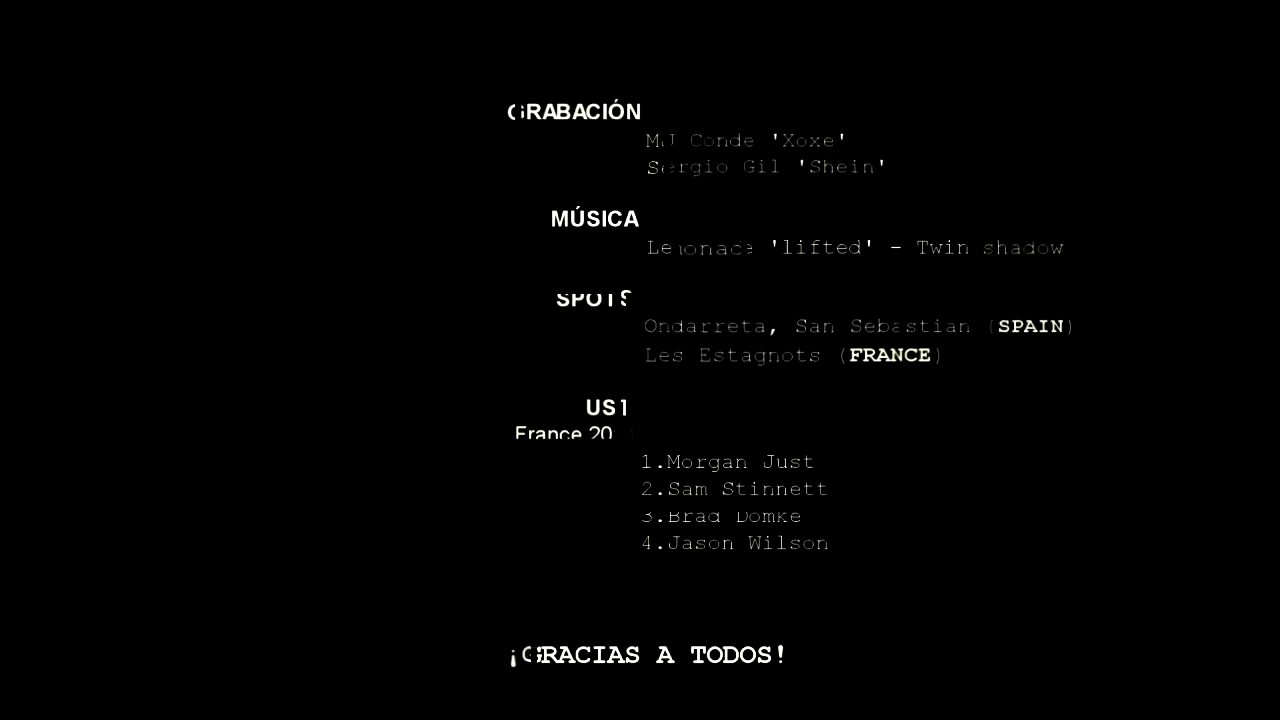 GRABACIÓN
MJ Conde 'Xoxe'
Sergio Gil 'Shein'
MÚSICA
Lemonade 'lifted' - Twin shadow
SPOTS
Ondarreta, San Sebastian (SPAIN)
Les Estagnots (FRANCE)
France
1.Morgan Just
2.Sam Stinnett
3.Brad Domke
4.Jason Wilson
¡GRACIAS A TODOS!